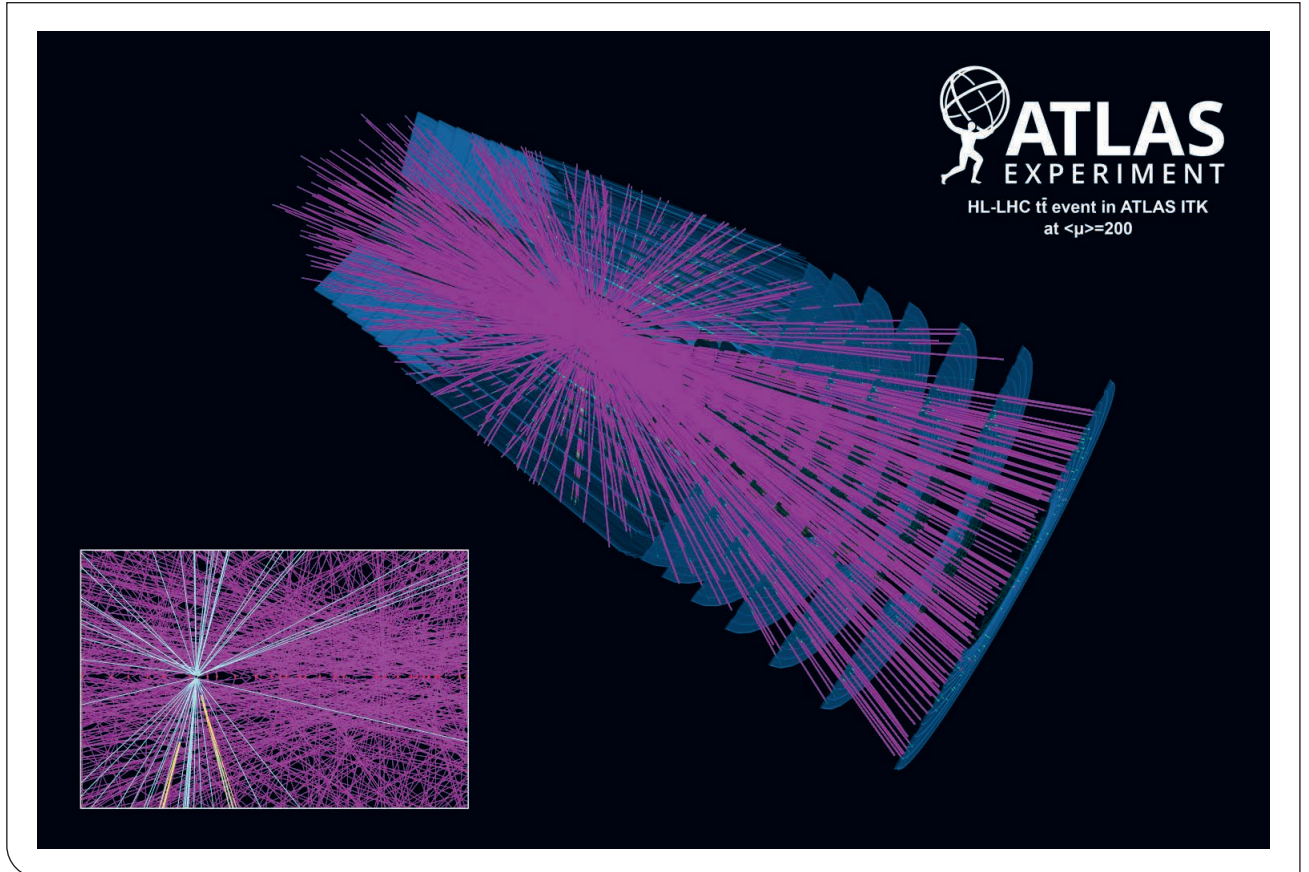 ATLAS
EXPERIMENT
HL-LHC tt̄ event in ATLAS ITK
at <μ>=200